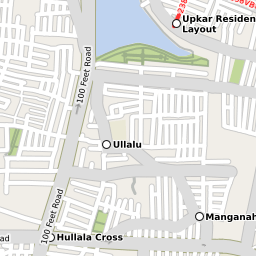 Upkar Residen
Layout
100 Feet Road
Ullalu
100 Feet Road
Manganah
Hullala Cross
oad